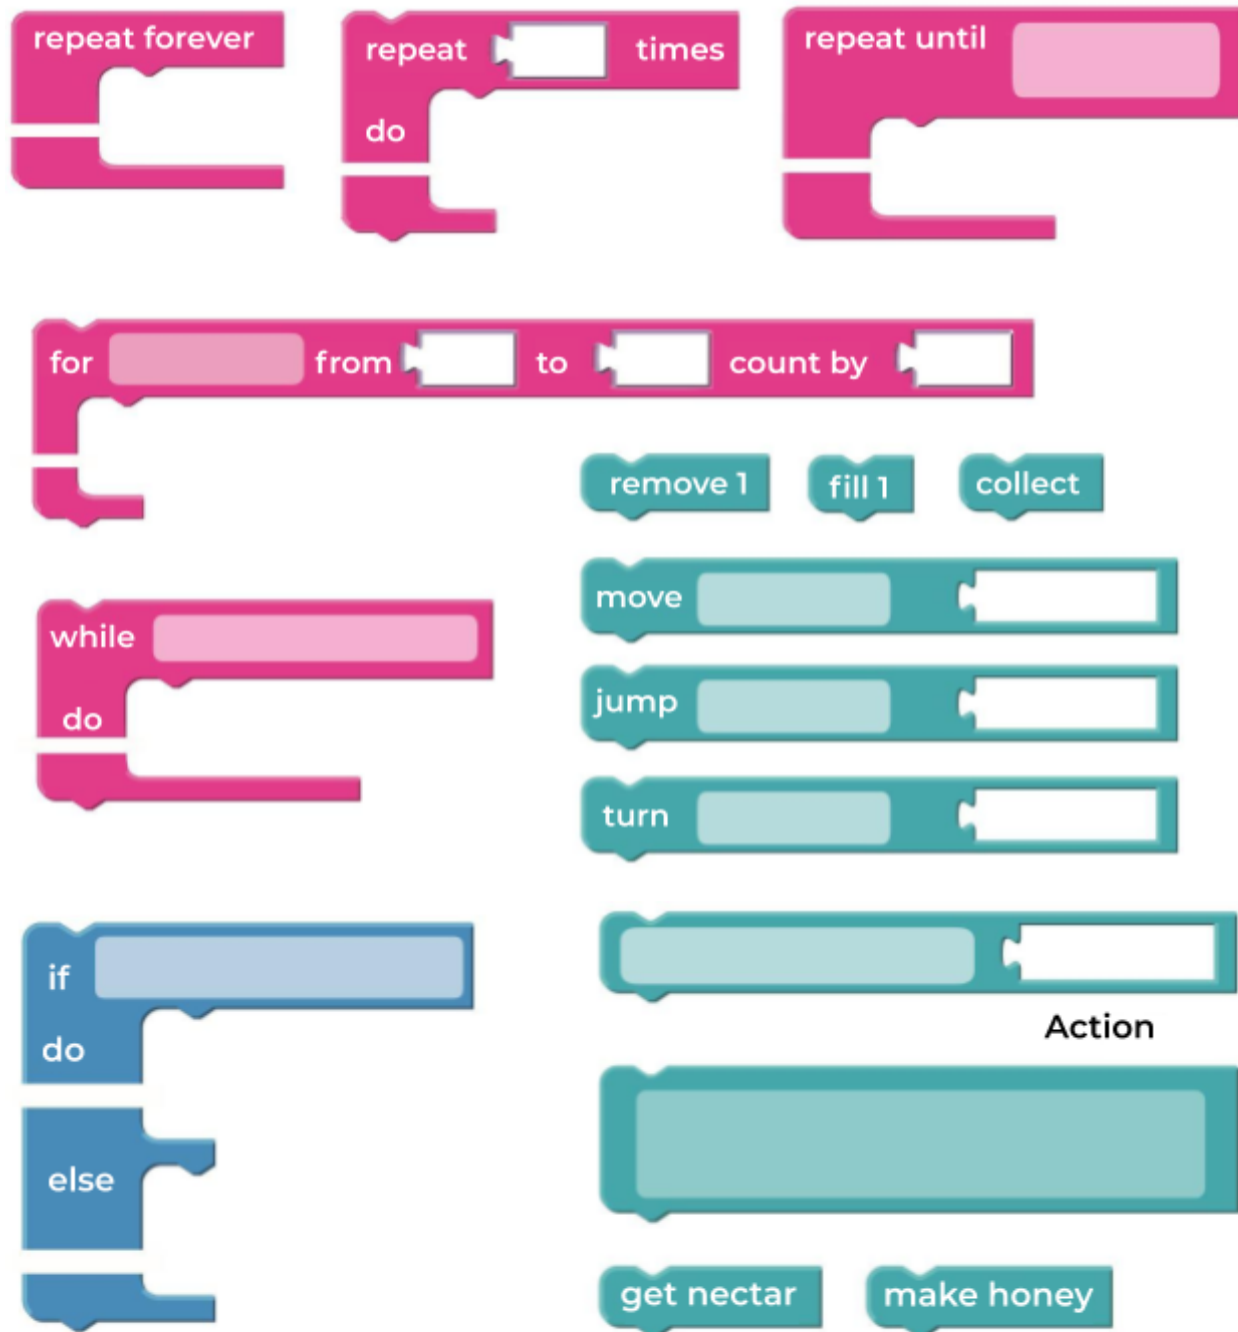 repeat forever
repeat times
do
repeat until
for from to count by
remove 1
fill 1
collect
move
while
do
jump
turn
if
do
Action
else
get nectar
make honey